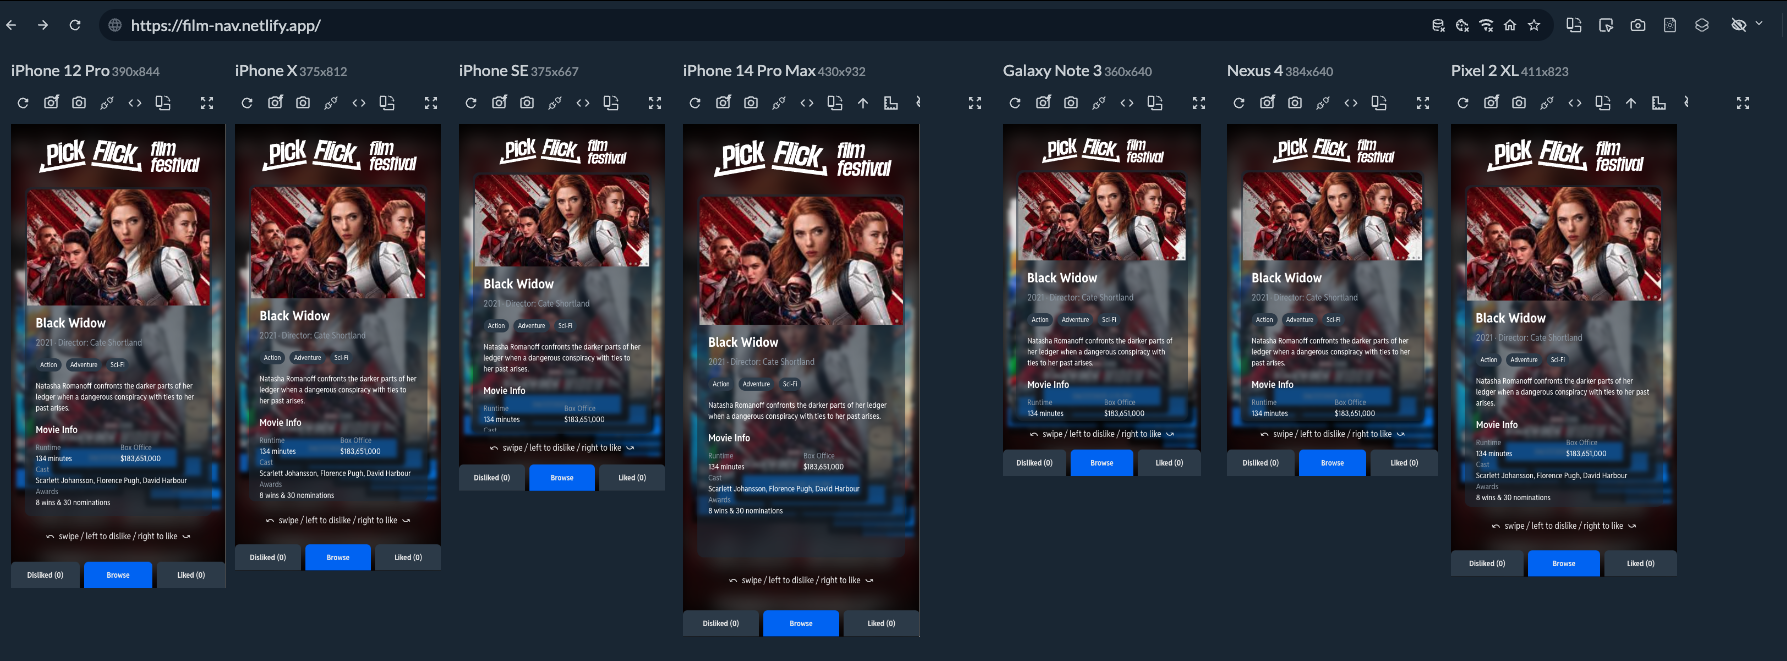 https://film-nav.netlify.app/
iPhone 12 Pro 390x844
PICK FLICK film festival
Black Widow
2021 · Director: Cate Shortland
Action Adventure Sci-Fi
Natasha Romanoff confronts the darker parts of her
ledger when a dangerous conspiracy with ties to her
past arises.
Movie Info
Runtime Box Office
134 minutes $183,651,000
Cast
Scarlett Johansson, Florence Pugh, David Harbour
Awards
8 wins & 30 nominations
swipe / left to dislike / right to like
Disliked (0) Browse Liked (0)
iPhone X 375x812
PICK FLICK film festival
Black Widow
2021 · Director: Cate Shortland
Action Adventure Sci-Fi
Natasha Romanoff confronts the darker parts of her
ledger when a dangerous conspiracy with ties to
her past arises.
Movie Info
Runtime Box Office
134 minutes $183,651,000
Cast
Scarlett Johansson, Florence Pugh, David Harbour
Awards
8 wins & 30 nominations
swipe / left to dislike / right to like
Disliked (0) Browse Liked (0)
iPhone SE 375x667
PICK FLICK film festival
Black Widow
2021 · Director: Cate Shortland
Action Adventure Sci-Fi
Natasha Romanoff confronts the darker parts of her
ledger when a dangerous conspiracy with ties to
her past arises.
Movie Info
Runtime Box Office
134 minutes $183,651,000
Cast
swipe / left to dislike / right to like
Disliked (0) Browse Liked (0)
iPhone 14 Pro Max 430x932
PICK FLICK film festival
Black Widow
2021 · Director: Cate Shortland
Action Adventure Sci-Fi
Natasha Romanoff confronts the darker parts of her ledger
when a dangerous conspiracy with ties to her past arises.
Movie Info
Runtime Box Office
134 minutes $183,651,000
Cast
Scarlett Johansson, Florence Pugh, David Harbour
Awards
8 wins & 30 nominations
swipe / left to dislike / right to like
Disliked (0) Browse Liked (0)
Galaxy Note 3 360x640
PICK FLICK film festival
Black Widow
2021 · Director: Cate Shortland
Action Adventure Sci-Fi
Natasha Romanoff confronts the darker parts of
her ledger when a dangerous conspiracy with
ties to her past arises.
Movie Info
Runtime Box Office
134 minutes $183,651,000
swipe / left to dislike / right to like
Disliked (0) Browse Liked (0)
Nexus 4 384x640
PICK FLICK film festival
Black Widow
2021 · Director: Cate Shortland
Action Adventure Sci-Fi
Natasha Romanoff confronts the darker parts of her
ledger when a dangerous conspiracy with ties to her
past arises.
Movie Info
Runtime Box Office
134 minutes $183,651,000
swipe / left to dislike / right to like
Disliked (0) Browse Liked (0)
Pixel 2 XL 411x823
PICK FLICK film festival
Black Widow
2021 · Director: Cate Shortland
Action Adventure Sci-Fi
Natasha Romanoff confronts the darker parts of her
ledger when a dangerous conspiracy with ties to her past
arises.
Movie Info
Runtime Box Office
134 minutes $183,651,000
Cast
Scarlett Johansson, Florence Pugh, David Harbour
Awards
8 wins & 30 nominations
swipe / left to dislike / right to like
Disliked (0) Browse Liked (0)